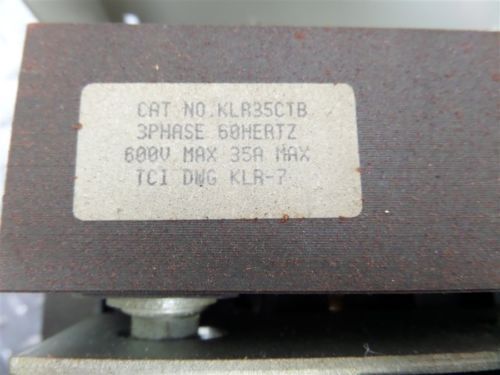 CAT NO.KLR35CTB
3PHASE 60HERTZ
600V MAX 35A MAX
TCI DWG KLR-7